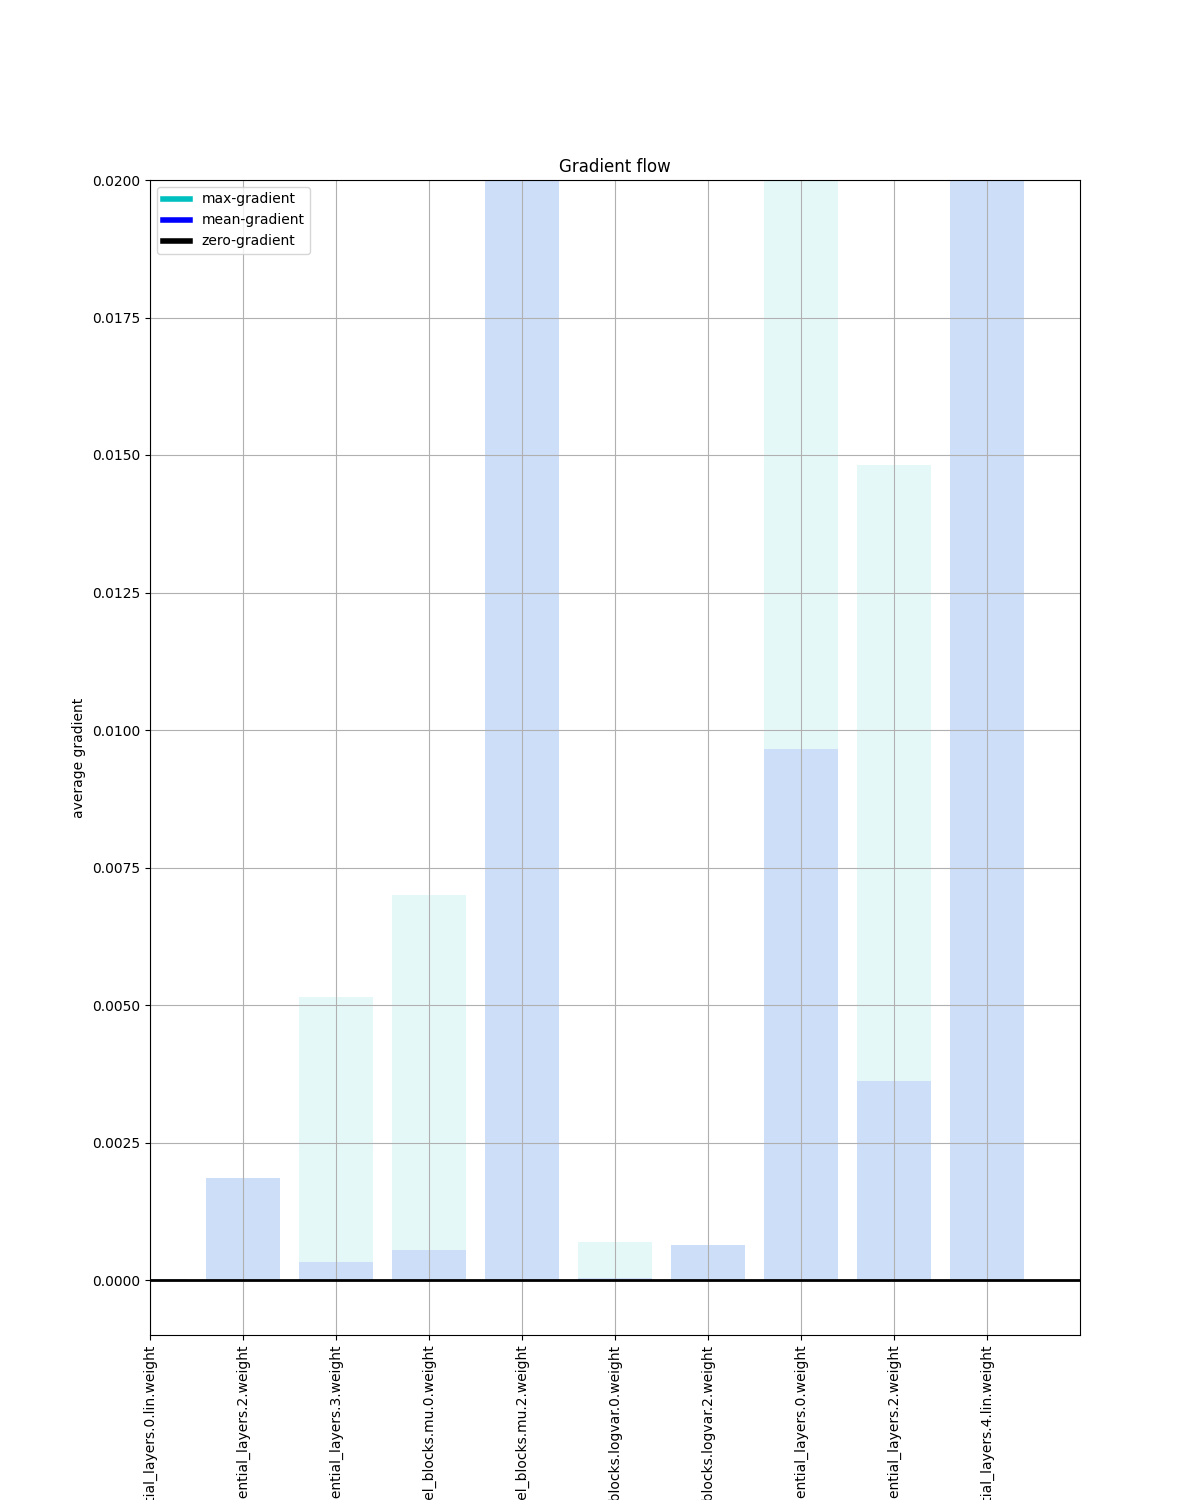 Gradient flow
max-gradient
mean-gradient
zero-gradient
0.0200
0.0175
0.0150
0.0125
0.0100
0.0075
0.0050
0.0025
0.0000
average gradient
tial_layers.0.lin.weight
ential_layers.2.weight
ential_layers.3.weight
el_blocks.mu.0.weight
el_blocks.mu.2.weight
blocks.logvar.0.weight
blocks.logvar.2.weight
ential_layers.0.weight
ential_layers.2.weight
tial_layers.4.lin.weight